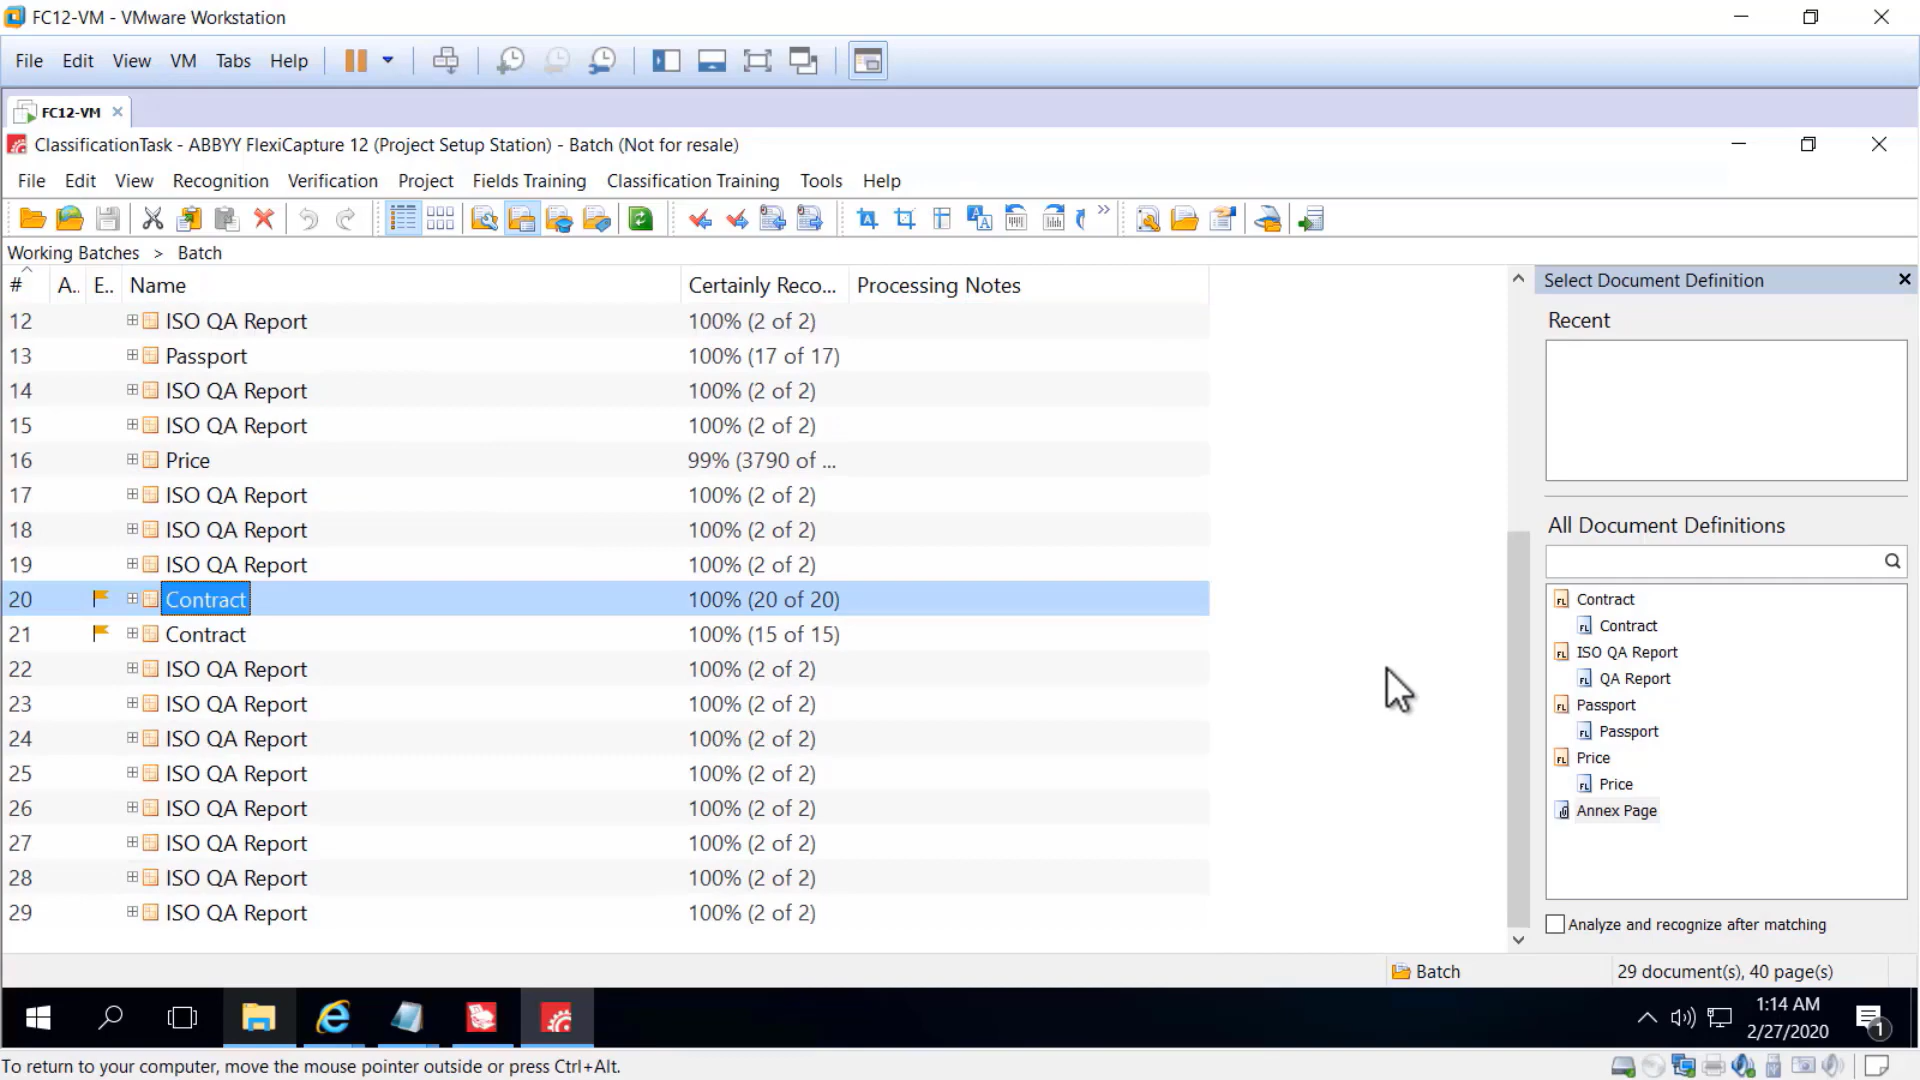 FC12-VM - VMware Workstation
File Edit View VM Tabs Help
FC12-VM
ClassificationTask - ABBYY FlexiCapture 12 (Project Setup Station) - Batch (Not for resale)
File Edit View Recognition Verification Project Fields Training Classification Training Tools Help
Working Batches > Batch
# A.. E.. Name Certainly Reco... Processing Notes
12 ISO QA Report 100% (2 of 2)
13 Passport 100% (17 of 17)
14 ISO QA Report 100% (2 of 2)
15 ISO QA Report 100% (2 of 2)
16 Price 99% (3790 of ...
17 ISO QA Report 100% (2 of 2)
18 ISO QA Report 100% (2 of 2)
19 ISO QA Report 100% (2 of 2)
20 Contract 100% (20 of 20)
21 Contract 100% (15 of 15)
22 ISO QA Report 100% (2 of 2)
23 ISO QA Report 100% (2 of 2)
24 ISO QA Report 100% (2 of 2)
25 ISO QA Report 100% (2 of 2)
26 ISO QA Report 100% (2 of 2)
27 ISO QA Report 100% (2 of 2)
28 ISO QA Report 100% (2 of 2)
29 ISO QA Report 100% (2 of 2)
Select Document Definition
Recent
All Document Definitions
Contract
Contract
ISO QA Report
QA Report
Passport
Passport
Price
Price
Annex Page
Analyze and recognize after matching
Batch 29 document(s), 40 page(s)
1:14 AM
2/27/2020
1
To return to your computer, move the mouse pointer outside or press Ctrl+Alt.